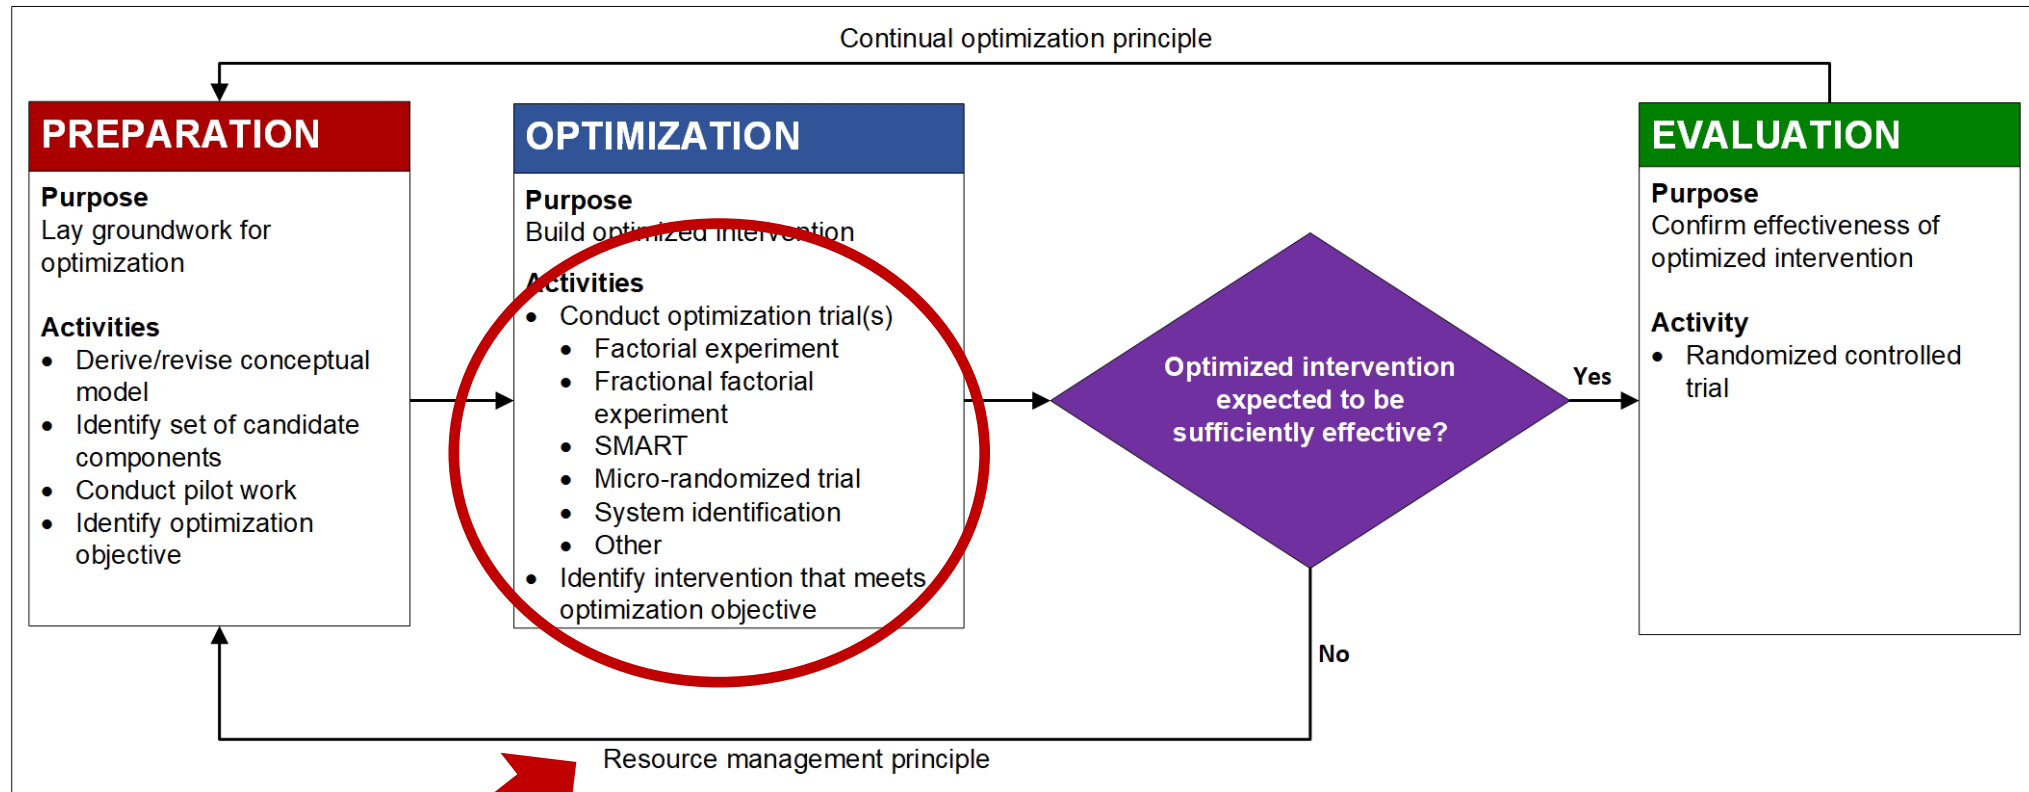 Continual optimization principle
PREPARATION
Purpose
Lay groundwork for
optimization
Activities
• Derive/revise conceptual
model
• Identify set of candidate
components
• Conduct pilot work
• Identify optimization
objective
OPTIMIZATION
Purpose
Build optimized intervention
Activities
• Conduct optimization trial(s)
• Factorial experiment
• Fractional factorial
experiment
• SMART
• Micro-randomized trial
• System identification
• Other
• Identify intervention that meets
optimization objective
Optimized intervention
expected to be
sufficiently effective?
Yes
No
EVALUATION
Purpose
Confirm effectiveness of
optimized intervention
Activity
• Randomized controlled
trial
Resource management principle